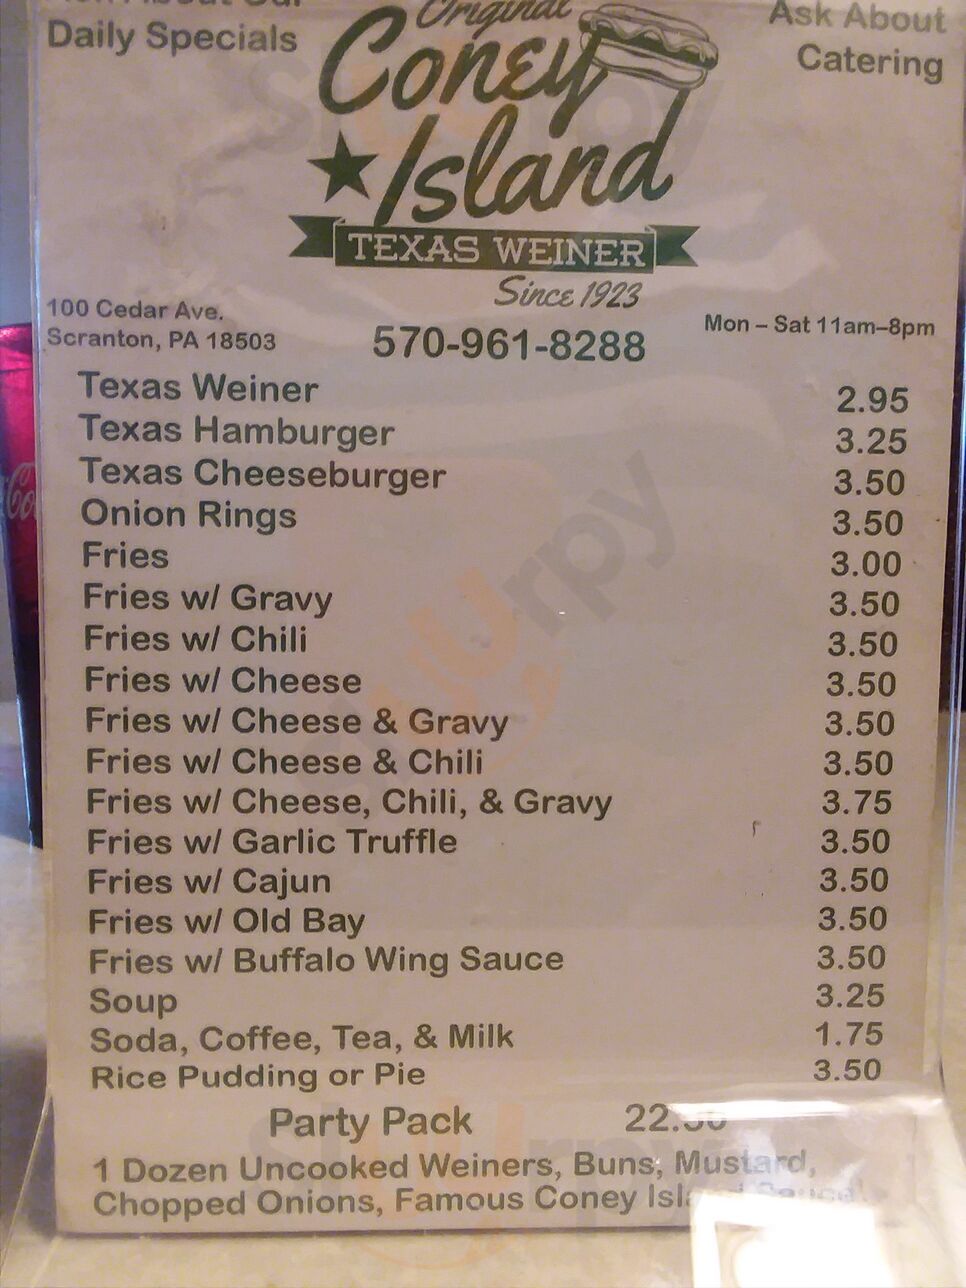 About Our
Daily Specials
Ask About
Catering
Original
Coney
Island
TEXAS WEINER
Since 1923
100 Cedar Ave.
Scranton, PA 18503
570-961-8288
Mon – Sat 11am–8pm
Texas Weiner 2.95
Texas Hamburger 3.25
Texas Cheeseburger 3.50
Onion Rings 3.50
Fries 3.00
Fries w/ Gravy 3.50
Fries w/ Chili 3.50
Fries w/ Cheese 3.50
Fries w/ Cheese & Gravy 3.50
Fries w/ Cheese & Chili 3.50
Fries w/ Cheese, Chili, & Gravy 3.75
Fries w/ Garlic Truffle 3.50
Fries w/ Cajun 3.50
Fries w/ Old Bay 3.50
Fries w/ Buffalo Wing Sauce 3.50
Soup 3.25
Soda, Coffee, Tea, & Milk 1.75
Rice Pudding or Pie 3.50
Party Pack
1 Dozen Uncooked Weiners, Buns, Mustard,
Chopped Onions, Famous Coney Island Sauce